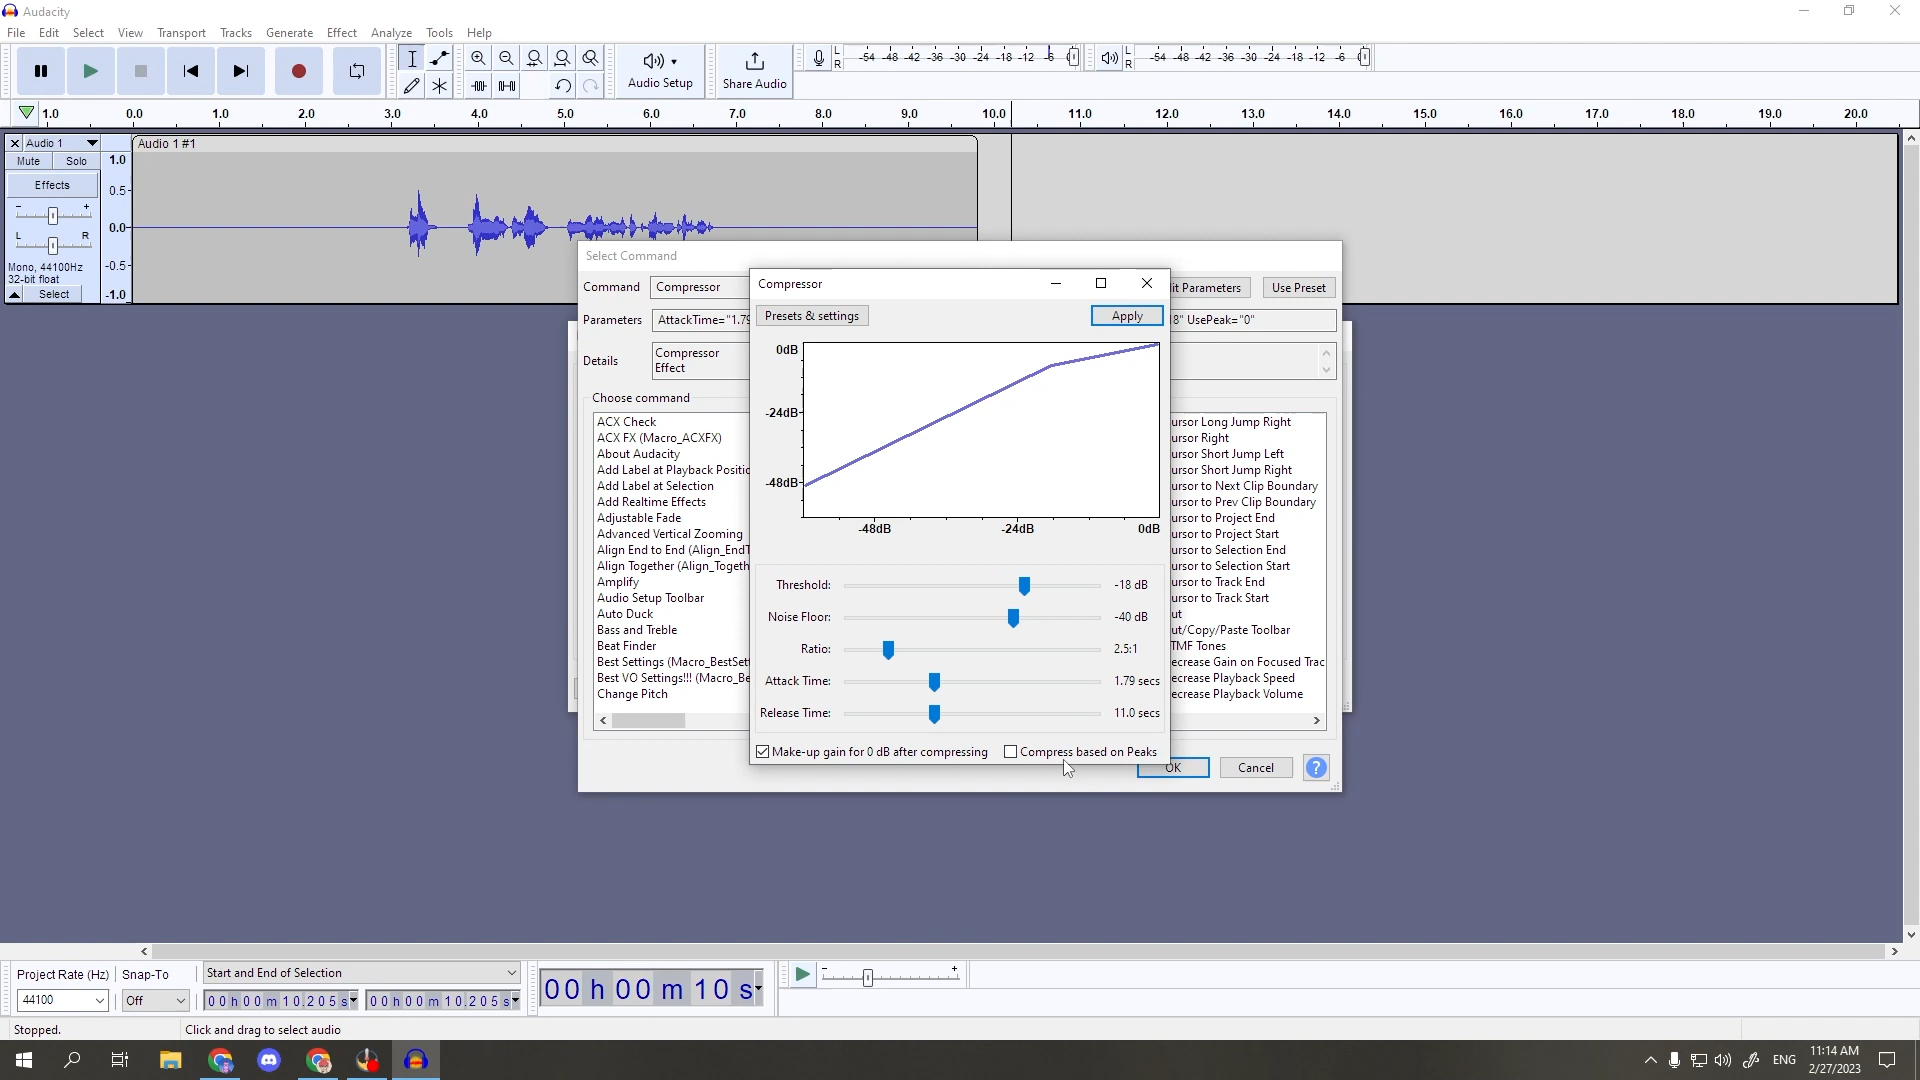 Audacity
File Edit Select View Transport Tracks Generate Effect Analyze Tools Help
Audio Setup
Share Audio
L
R
-54 -48 -42 -36 -30 -24 -18 -12 -6
L
R
-54 -48 -42 -36 -30 -24 -18 -12 -6
1.0 0.0 1.0 2.0 3.0 4.0 5.0 6.0 7.0 8.0 9.0 10.0 11.0 12.0 13.0 14.0 15.0 16.0 17.0 18.0 19.0 20.0
Audio 1
Audio 1 #1
Mute Solo
Effects
- +
L R
Mono, 44100Hz
32-bit float
Select
1.0
0.5-
0.0-
-0.5-
-1.0
Select Command
Command Compressor
it Parameters
Use Preset
Parameters AttackTime="1.79
8" UsePeak="0"
Details
Compressor
Effect
Choose command
ACX Check
ACX FX (Macro_ACXFX)
About Audacity
Add Label at Playback Positic
Add Label at Selection
Add Realtime Effects
Adjustable Fade
Advanced Vertical Zooming
Align End to End (Align_EndT
Align Together (Align_Togeth
Amplify
Audio Setup Toolbar
Auto Duck
Bass and Treble
Beat Finder
Best Settings (Macro_BestSet
Best VO Settings!!! (Macro_Be
Change Pitch
ursor Long Jump Right
ursor Right
ursor Short Jump Left
ursor Short Jump Right
ursor to Next Clip Boundary
ursor to Prev Clip Boundary
ursor to Project End
ursor to Project Start
ursor to Selection End
ursor to Selection Start
ursor to Track End
ursor to Track Start
ut
ut/Copy/Paste Toolbar
TMF Tones
ecrease Gain on Focused Trac
ecrease Playback Speed
ecrease Playback Volume
OK
Cancel
?
Compressor
Presets & settings
Apply
0dB
-24dB
-48dB
-48dB -24dB 0dB
Threshold: -18 dB
Noise Floor: -40 dB
Ratio: 2.5:1
Attack Time: 1.79 secs
Release Time: 11.0 secs
Make-up gain for 0 dB after compressing
Compress based on Peaks
Project Rate (Hz)
Snap-To
Start and End of Selection
44100
Off
00 h 00 m 10.205 s
00 h 00 m 10.205 s
00 h 00 m 10 s
- +
Stopped.
Click and drag to select audio
ENG
11:14 AM
2/27/2023